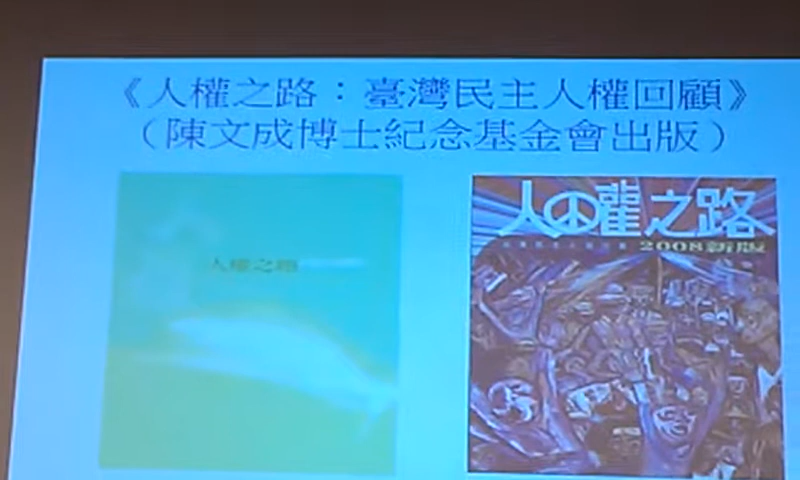 《人權之路：臺灣民主人權回顧》
（陳文成博士紀念基金會出版）
人權之路
人權之路
2008新版